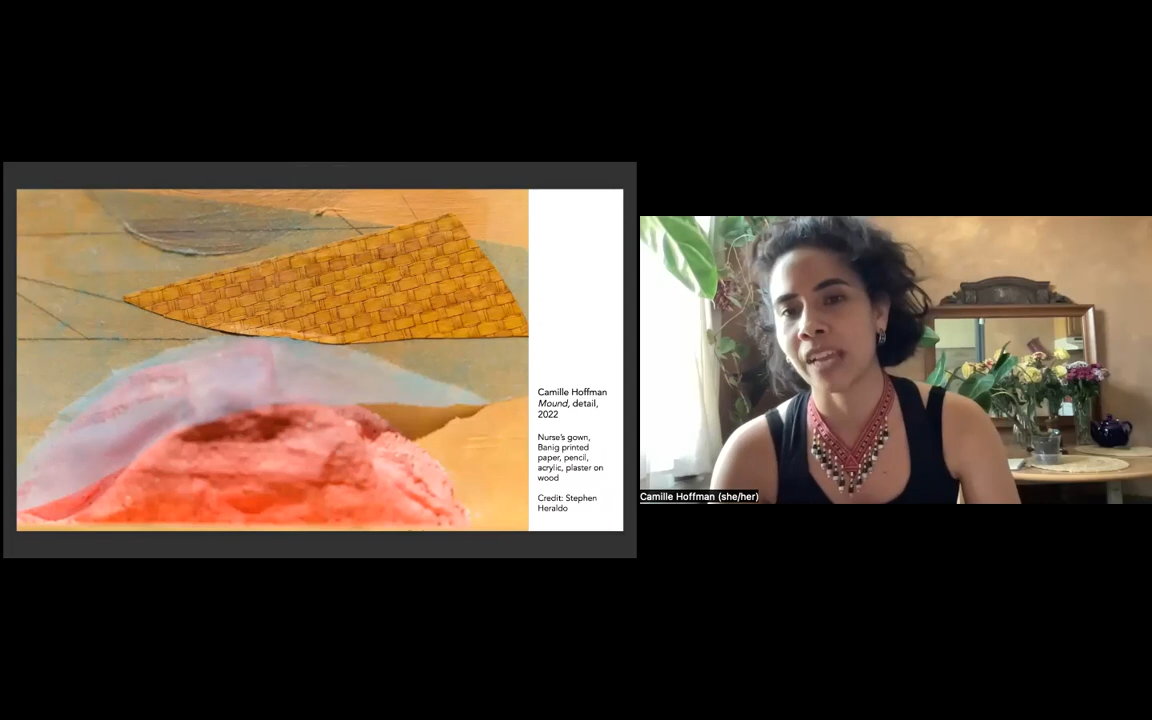 Camille Hoffman
Mound, detail,
2022
Nurse's gown,
Banig printed
paper, pencil,
acrylic, plaster on
wood
Credit: Stephen
Heraldo
Camille Hoffman (she/her)